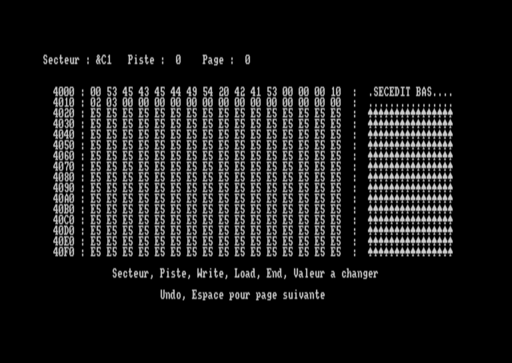 Secteur : &C1 Piste : 0 Page : 0
4000 : 00 53 45 43 45 44 49 54 20 42 41 53 00 00 00 10 : .SECEDIT BAS....
4010 : 02 03 00 00 00 00 00 00 00 00 00 00 00 00 00 00 : ................
4020 : E5 E5 E5 E5 E5 E5 E5 E5 E5 E5 E5 E5 E5 E5 E5 E5 : ♠♠♠♠♠♠♠♠♠♠♠♠♠♠♠♠
4030 : E5 E5 E5 E5 E5 E5 E5 E5 E5 E5 E5 E5 E5 E5 E5 E5 : ♠♠♠♠♠♠♠♠♠♠♠♠♠♠♠♠
4040 : E5 E5 E5 E5 E5 E5 E5 E5 E5 E5 E5 E5 E5 E5 E5 E5 : ♠♠♠♠♠♠♠♠♠♠♠♠♠♠♠♠
4050 : E5 E5 E5 E5 E5 E5 E5 E5 E5 E5 E5 E5 E5 E5 E5 E5 : ♠♠♠♠♠♠♠♠♠♠♠♠♠♠♠♠
4060 : E5 E5 E5 E5 E5 E5 E5 E5 E5 E5 E5 E5 E5 E5 E5 E5 : ♠♠♠♠♠♠♠♠♠♠♠♠♠♠♠♠
4070 : E5 E5 E5 E5 E5 E5 E5 E5 E5 E5 E5 E5 E5 E5 E5 E5 : ♠♠♠♠♠♠♠♠♠♠♠♠♠♠♠♠
4080 : E5 E5 E5 E5 E5 E5 E5 E5 E5 E5 E5 E5 E5 E5 E5 E5 : ♠♠♠♠♠♠♠♠♠♠♠♠♠♠♠♠
4090 : E5 E5 E5 E5 E5 E5 E5 E5 E5 E5 E5 E5 E5 E5 E5 E5 : ♠♠♠♠♠♠♠♠♠♠♠♠♠♠♠♠
40A0 : E5 E5 E5 E5 E5 E5 E5 E5 E5 E5 E5 E5 E5 E5 E5 E5 : ♠♠♠♠♠♠♠♠♠♠♠♠♠♠♠♠
40B0 : E5 E5 E5 E5 E5 E5 E5 E5 E5 E5 E5 E5 E5 E5 E5 E5 : ♠♠♠♠♠♠♠♠♠♠♠♠♠♠♠♠
40C0 : E5 E5 E5 E5 E5 E5 E5 E5 E5 E5 E5 E5 E5 E5 E5 E5 : ♠♠♠♠♠♠♠♠♠♠♠♠♠♠♠♠
40D0 : E5 E5 E5 E5 E5 E5 E5 E5 E5 E5 E5 E5 E5 E5 E5 E5 : ♠♠♠♠♠♠♠♠♠♠♠♠♠♠♠♠
40E0 : E5 E5 E5 E5 E5 E5 E5 E5 E5 E5 E5 E5 E5 E5 E5 E5 : ♠♠♠♠♠♠♠♠♠♠♠♠♠♠♠♠
40F0 : E5 E5 E5 E5 E5 E5 E5 E5 E5 E5 E5 E5 E5 E5 E5 E5 : ♠♠♠♠♠♠♠♠♠♠♠♠♠♠♠♠
Secteur, Piste, Write, Load, End, Valeur a changer
Undo, Espace pour page suivante